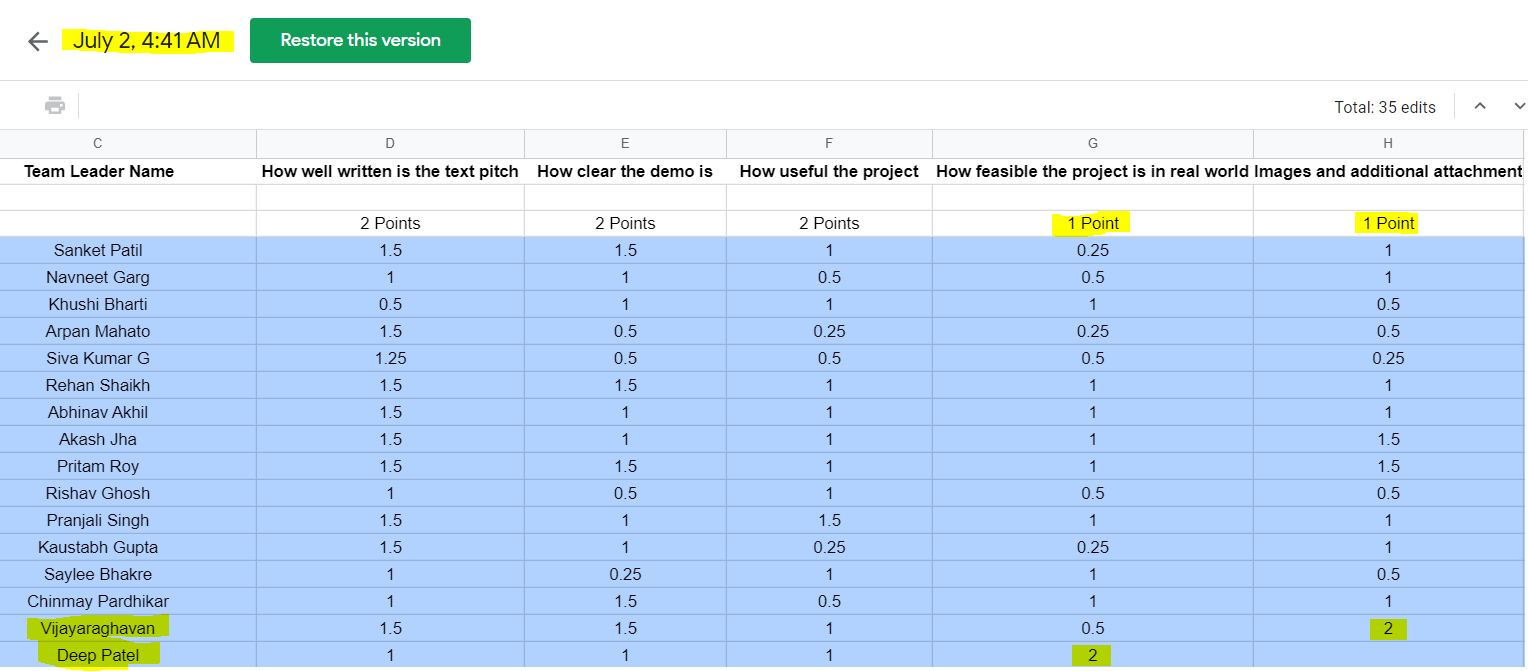 July 2, 4:41 AM Restore this version
Total: 35 edits
C D E F G H
Team Leader Name How well written is the text pitch How clear the demo is How useful the project How feasible the project is in real world Images and additional attachment
2 Points 2 Points 2 Points 1 Point 1 Point
Sanket Patil 1.5 1.5 1 0.25 1
Navneet Garg 1 1 0.5 0.5 1
Khushi Bharti 0.5 1 1 1 0.5
Arpan Mahato 1.5 0.5 0.25 0.25 0.5
Siva Kumar G 1.25 0.5 0.5 0.5 0.25
Rehan Shaikh 1.5 1.5 1 1 1
Abhinav Akhil 1.5 1 1 1 1
Akash Jha 1.5 1 1 1 1.5
Pritam Roy 1.5 1.5 1 1 1.5
Rishav Ghosh 1 0.5 1 0.5 0.5
Pranjali Singh 1.5 1 1.5 1 1
Kaustabh Gupta 1.5 1 0.25 0.25 1
Saylee Bhakre 1 0.25 1 1 0.5
Chinmay Pardhikar 1 1.5 0.5 1 1
Vijayaraghavan 1.5 1.5 1 0.5 2
Deep Patel 1 1 1 2